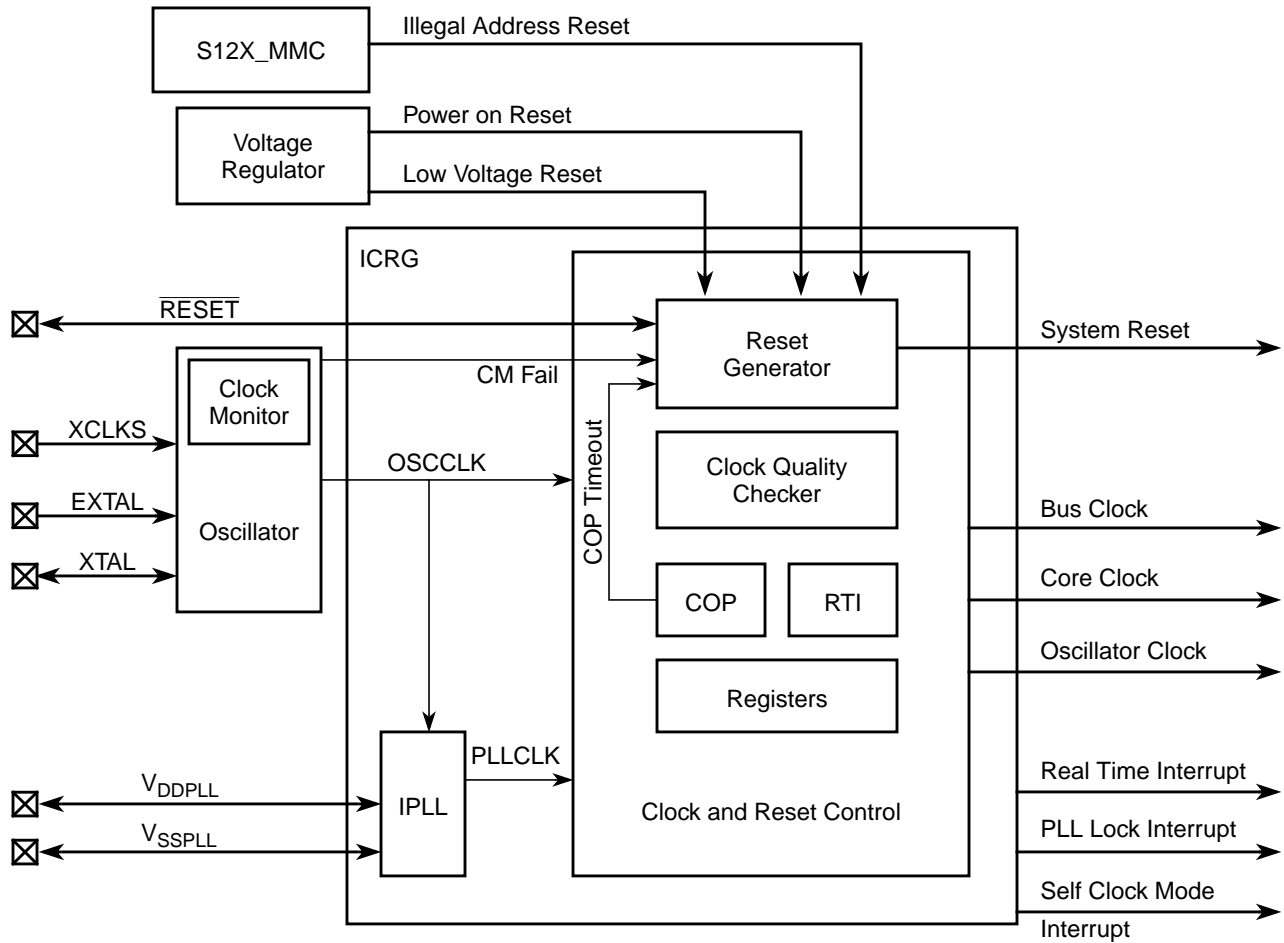 Illegal Address Reset
S12X_MMC
Power on Reset
Voltage
Regulator
Low Voltage Reset
ICRG
RESET
Reset
Generator
System Reset
CM Fail
Clock
Monitor
XCLKS
OSCCLK
COP Timeout
Clock Quality
Checker
EXTAL
Oscillator
Bus Clock
XTAL
COP
RTI
Core Clock
Oscillator Clock
Registers
PLLCLK
Real Time Interrupt
VDDPLL
IPLL
Clock and Reset Control
PLL Lock Interrupt
VSSPLL
Self Clock Mode
Interrupt